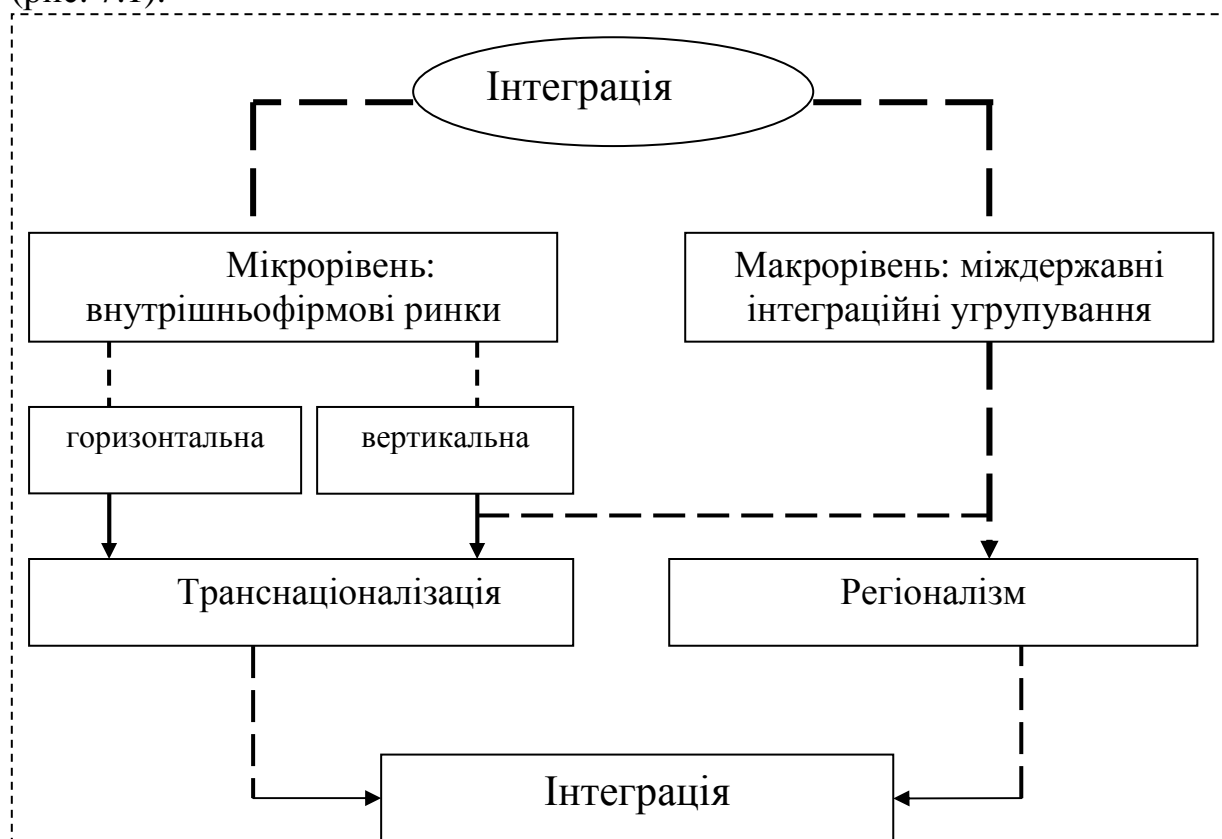 (рис. 7.1).
Інтеграція
Мікрорівень:
внутрішньофірмові ринки
Макрорівень: міждержавні
інтеграційні угрупування
горизонтальна
вертикальна
Транснаціоналізація
Регіоналізм
Інтеграція